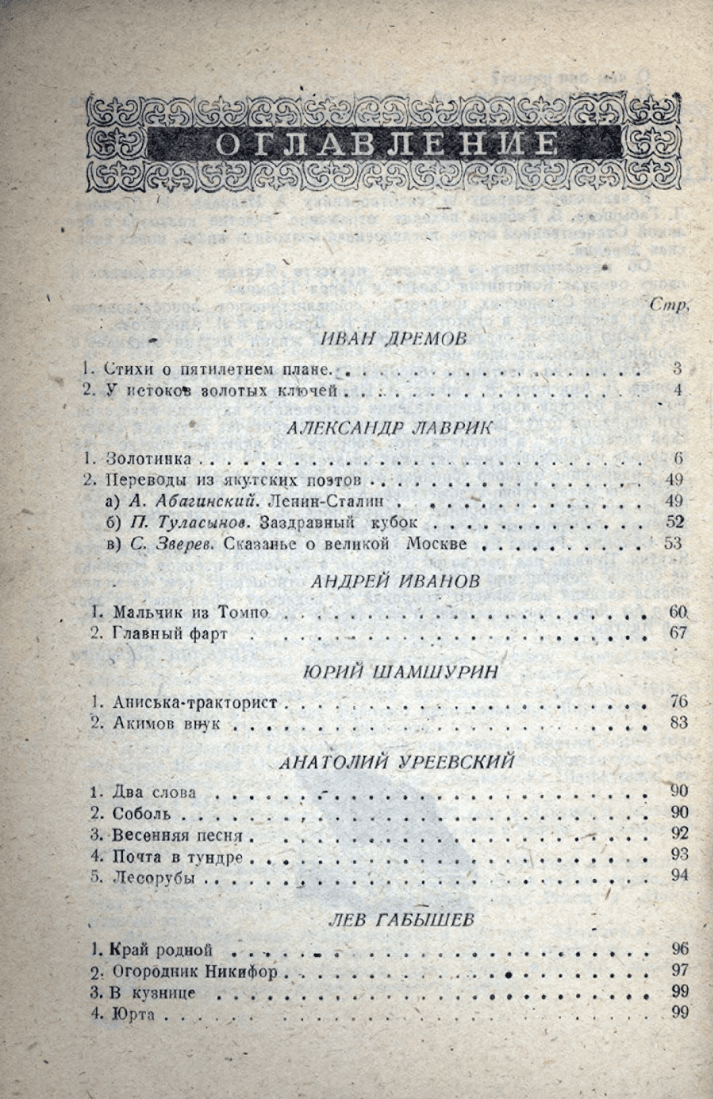 ОГЛАВЛЕНИЕ
Стр,
ИВАН ДРЕМОВ
1. Стихи о пятилетнем плане. . . . . . . . . . . . . . . . 3
2. У истоков золотых ключей . . . . . . . . . . . . . . . 4
АЛЕКСАНДР ЛАВРИК
1. Золотинка . . . . . . . . . . . . . . . . . . . . . . . 6
2. Переводы из якутских поэтов . . . . . . . . . . . . . . 49
а) А. Абагинский. Ленин-Сталин . . . . . . . . . . . . . 49
б) П. Туласынов. Заздравный кубок . . . . . . . . . . . 52
в) С. Зверев. Сказанье о великой Москве . . . . . . . . 53
АНДРЕЙ ИВАНОВ
1. Мальчик из Томпо . . . . . . . . . . . . . . . . . . . 60
2. Главный фарт . . . . . . . . . . . . . . . . . . . . . 67
ЮРИЙ ШАМШУРИН
1. Аниська-тракторист . . . . . . . . . . . . . . . . . . 76
2. Акимов внук . . . . . . . . . . . . . . . . . . . . . . 83
АНАТОЛИЙ УРЕЕВСКИЙ
1. Два слова . . . . . . . . . . . . . . . . . . . . . . . 90
2. Соболь . . . . . . . . . . . . . . . . . . . . . . . . 90
3. Весенняя песня . . . . . . . . . . . . . . . . . . . . 92
4. Почта в тундре . . . . . . . . . . . . . . . . . . . . 93
5. Лесорубы . . . . . . . . . . . . . . . . . . . . . . . 94
ЛЕВ ГАБЫШЕВ
1. Край родной . . . . . . . . . . . . . . . . . . . . . . 96
2. Огородник Никифор . . . . . . . . . . . . . . . . . . . 97
3. В кузнице . . . . . . . . . . . . . . . . . . . . . . . 99
4. Юрта . . . . . . . . . . . . . . . . . . . . . . . . . 99